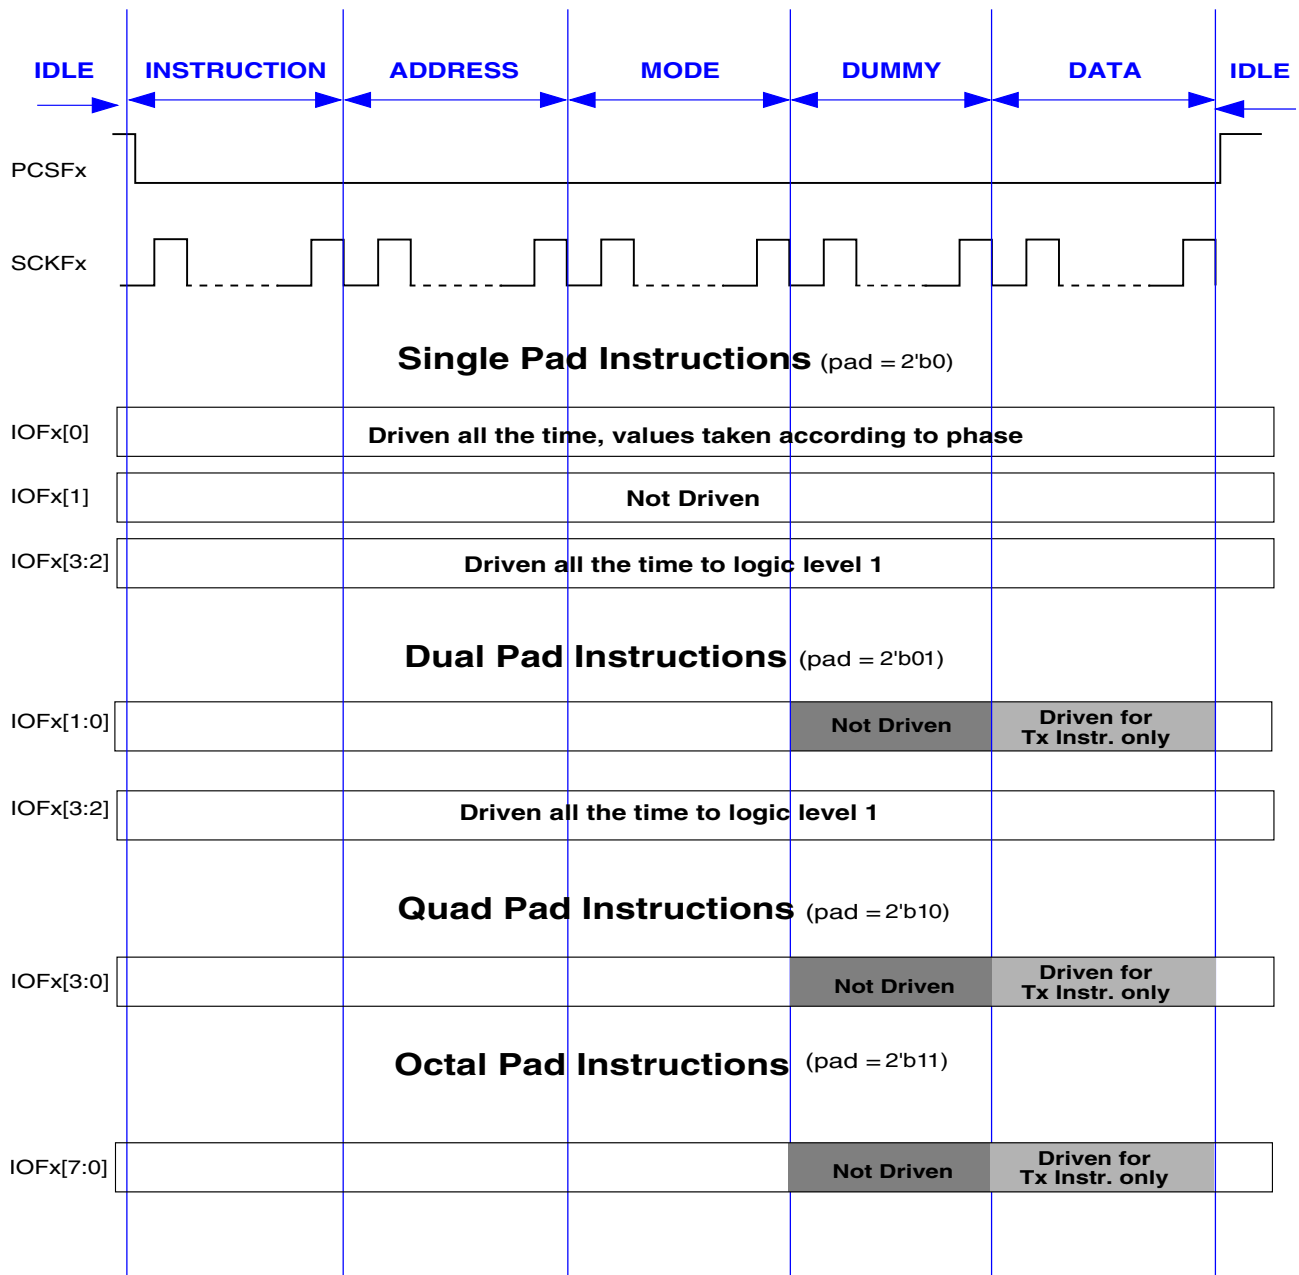 IDLE INSTRUCTION ADDRESS MODE DUMMY DATA IDLE
PCSFx
SCKFx
Single Pad Instructions (pad = 2'b0)
IOFx[0] Driven all the time, values taken according to phase
IOFx[1] Not Driven
IOFx[3:2] Driven all the time to logic level 1
Dual Pad Instructions (pad = 2'b01)
IOFx[1:0] Not Driven Driven for
Tx Instr. only
IOFx[3:2] Driven all the time to logic level 1
Quad Pad Instructions (pad = 2'b10)
IOFx[3:0] Not Driven Driven for
Tx Instr. only
Octal Pad Instructions (pad = 2'b11)
IOFx[7:0] Not Driven Driven for
Tx Instr. only